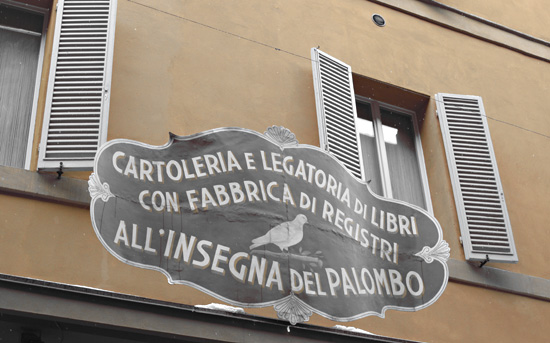 CARTOLERIA E LEGATORIA DI LIBRI
CON FABBRICA DI REGISTRI
ALL'INSEGNA DEL PALOMBO